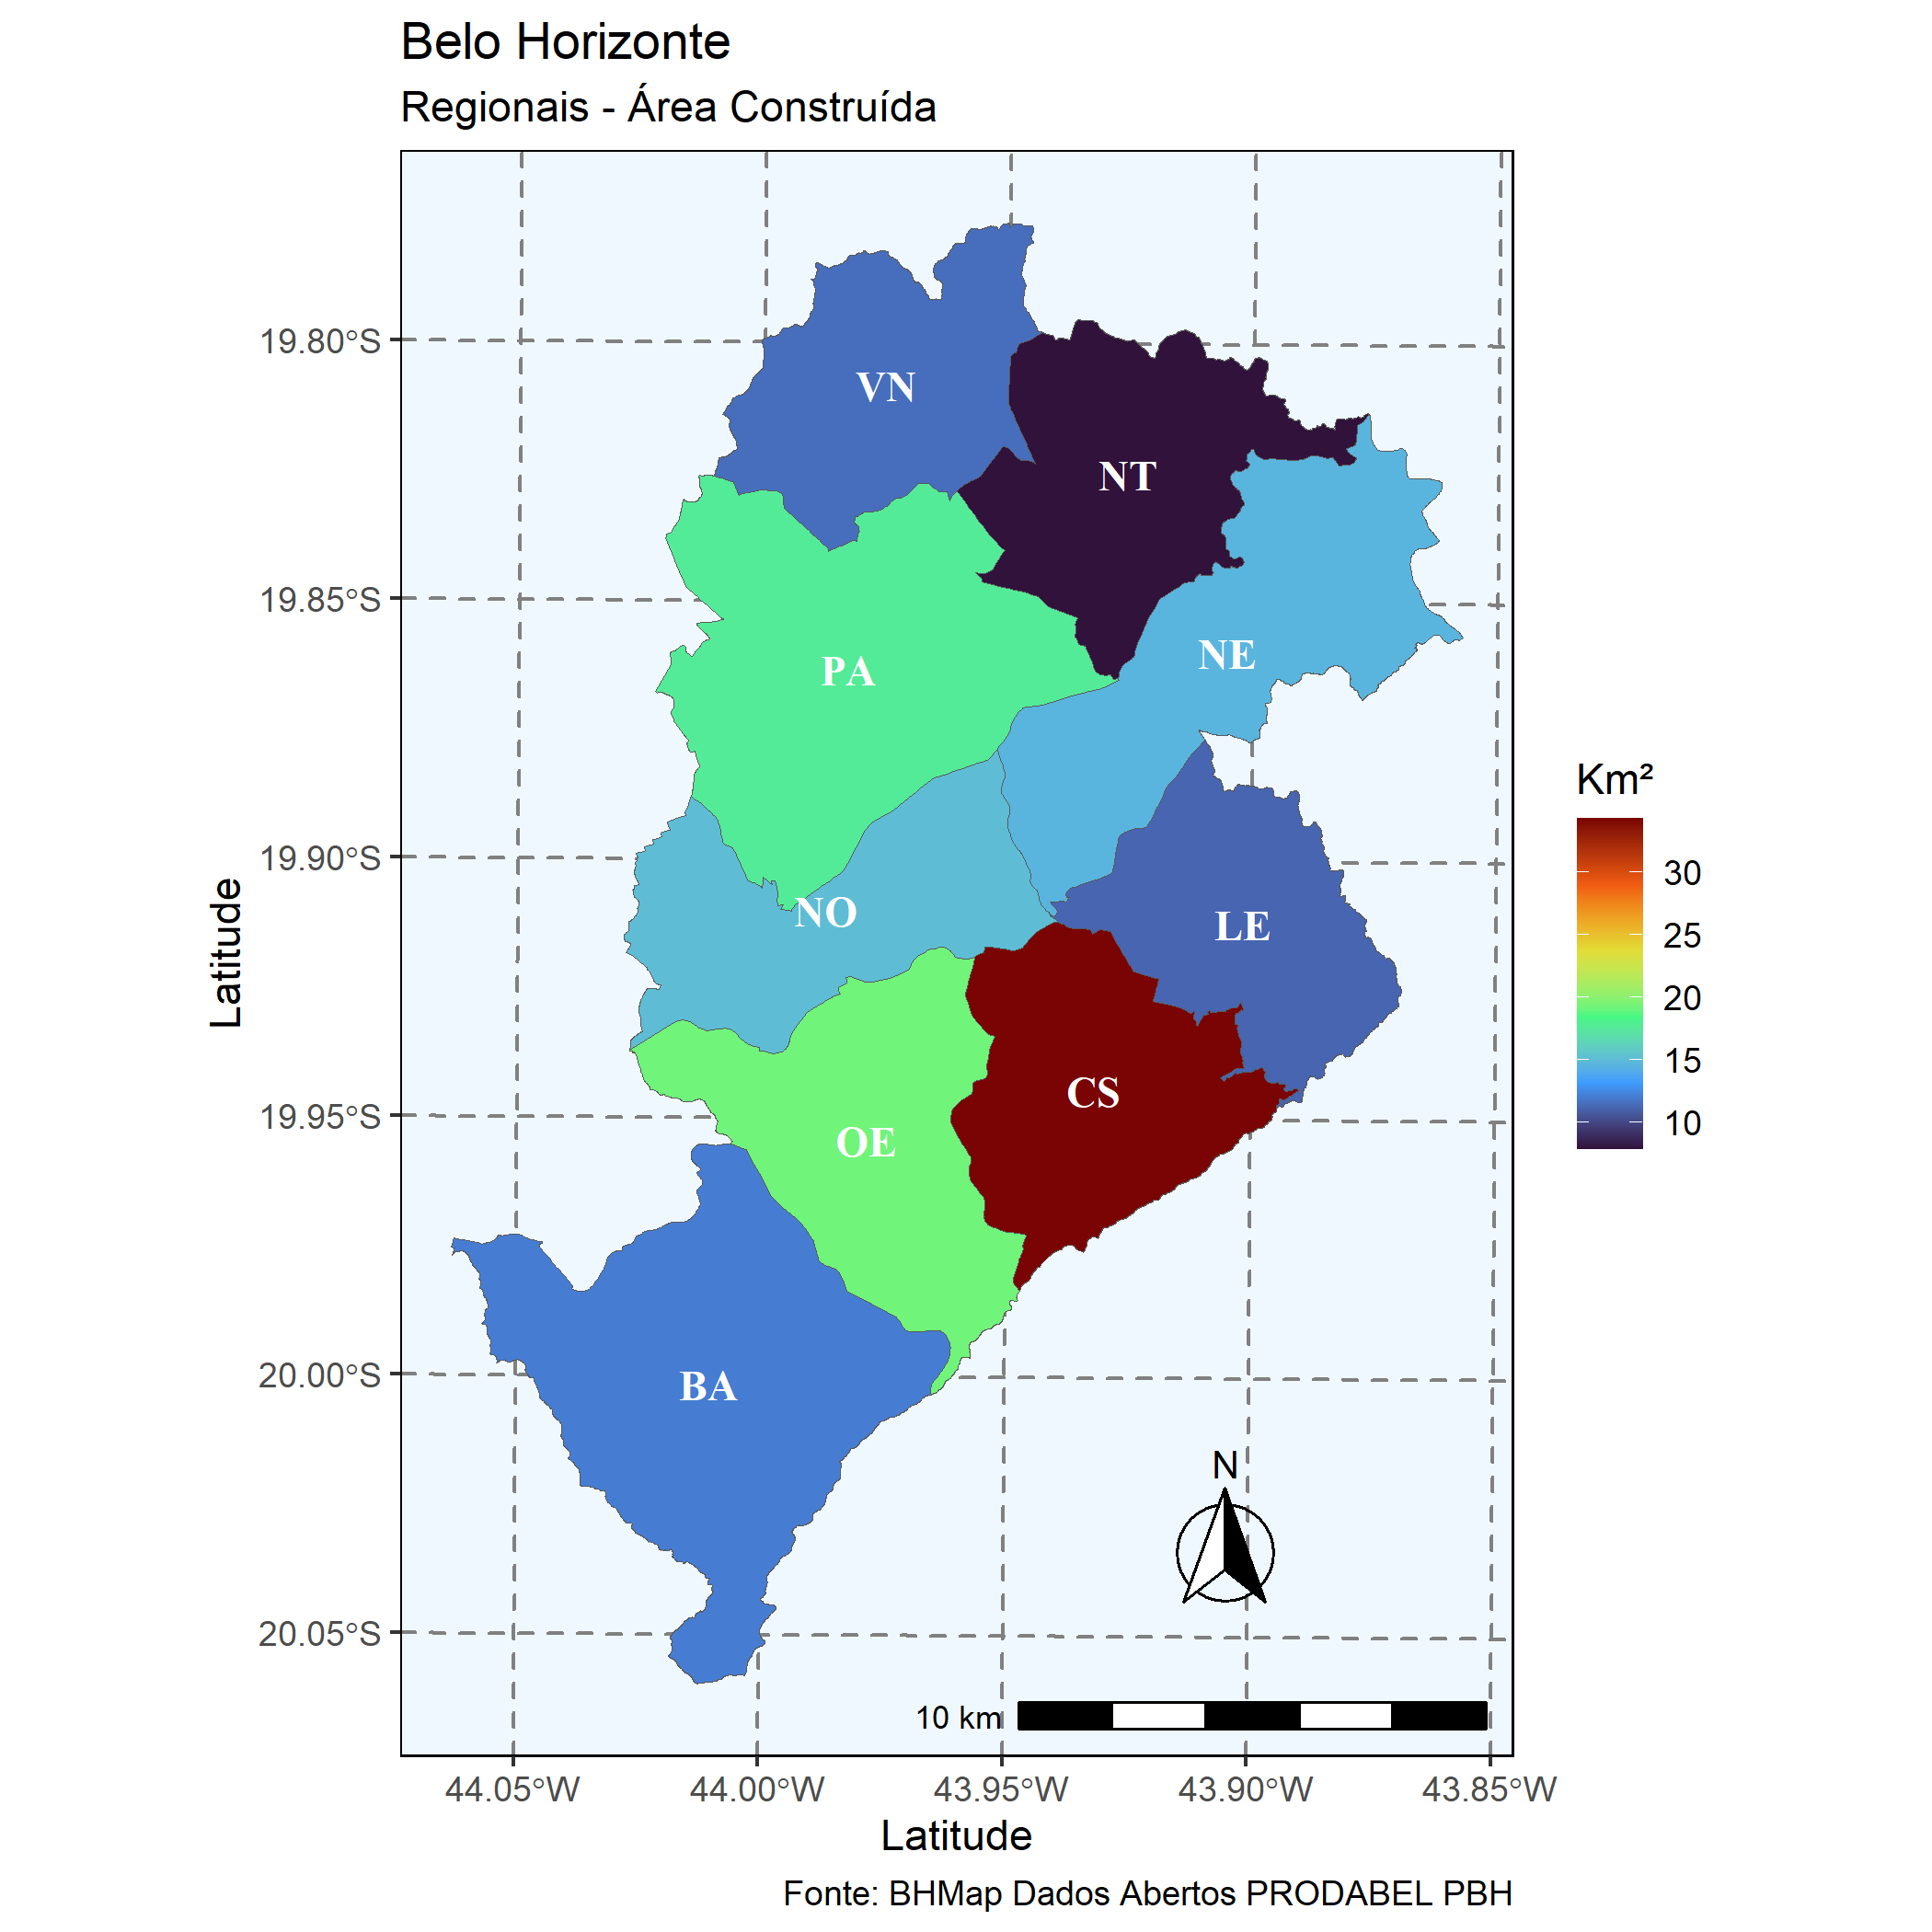 Belo Horizonte
Regionais - Área Construída
VN
NT
NE
PA
NO
LE
CS
OE
BA
19.80°S
19.85°S
19.90°S
19.95°S
20.00°S
20.05°S
Latitude
Km²
30
25
20
15
10
N
10 km
44.05°W 44.00°W 43.95°W 43.90°W 43.85°W
Latitude
Fonte: BHMap Dados Abertos PRODABEL PBH